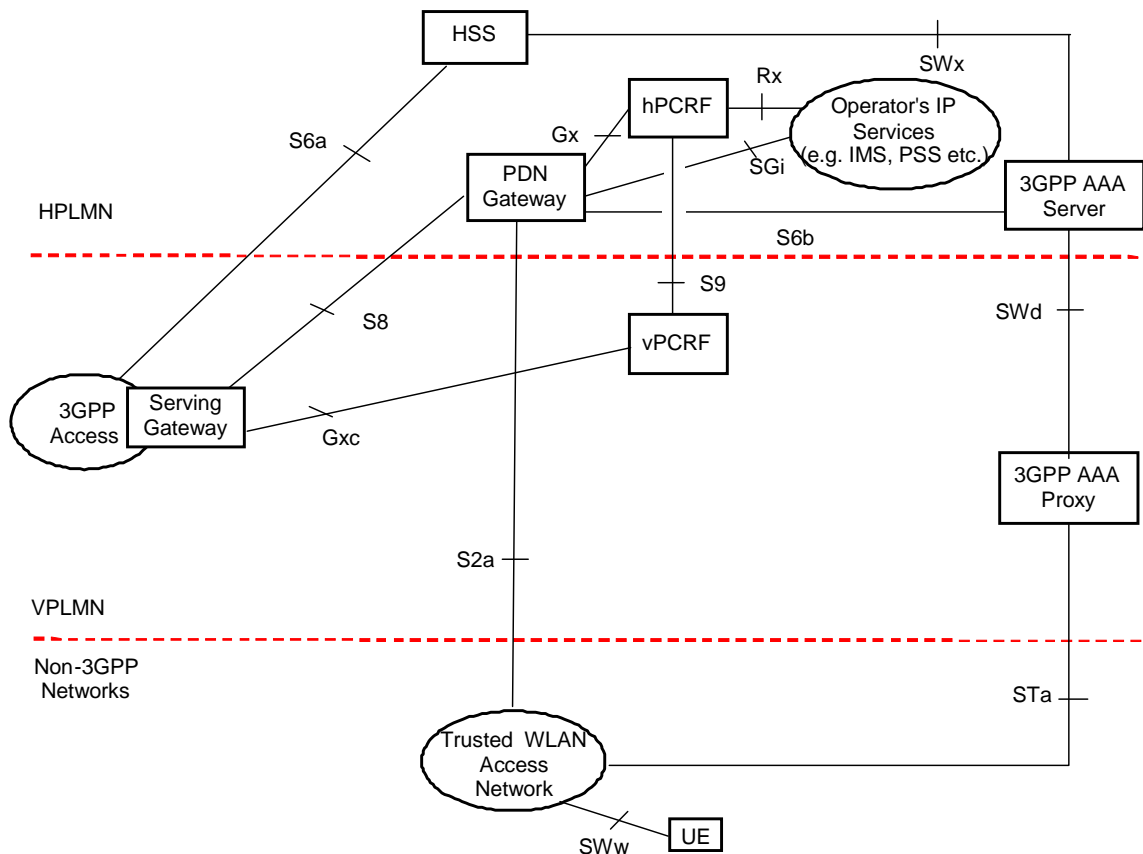 HSS
SWx
Rx
hPCRF
Operator's IP
Services
(e.g. IMS, PSS etc.)
Gx
S6a
SGi
PDN
Gateway
3GPP AAA
Server
HPLMN
S6b
S9
S8
SWd
vPCRF
3GPP
Access
Serving
Gateway
Gxc
3GPP AAA
Proxy
S2a
VPLMN
Non-3GPP
Networks
STa
Trusted WLAN
Access
Network
SWw
UE